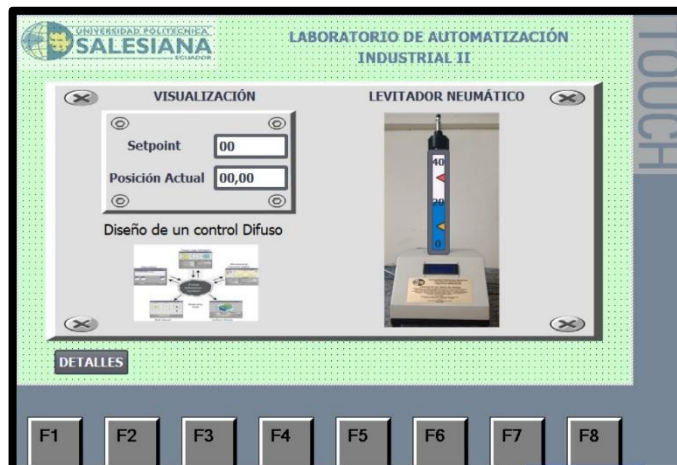 UNIVERSIDAD POLITÉCNICA
SALESIANA
ECUADOR
LABORATORIO DE AUTOMATIZACIÓN
INDUSTRIAL II
TOUCH
VISUALIZACIÓN
LEVITADOR NEUMÁTICO
Setpoint 00
Posición Actual 00,00
Diseño de un control Difuso
40
20
0
DETALLES
F1 F2 F3 F4 F5 F6 F7 F8